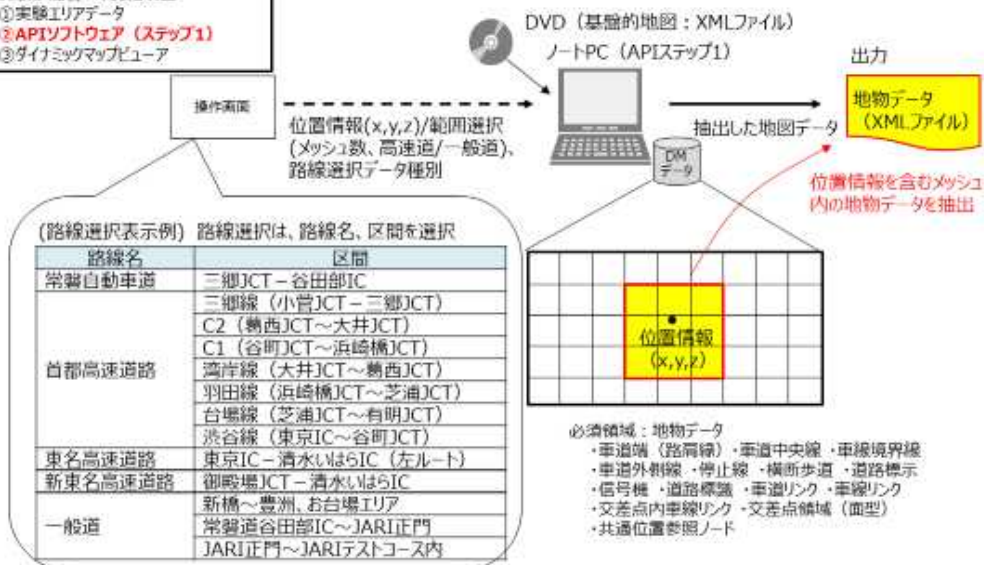 ①実験エリアデータ
②APIソフトウェア（ステップ1）
③ダイナミックマップビューア
DVD（基盤的地図：XMLファイル）
ノートPC（APIステップ1）
出力
操作画面
位置情報(x,y,z)/範囲選択
(メッシュ数、高速道/一般道)、
路線選択データ種別
抽出した地図データ
地物データ
（XMLファイル）
DM
データ
位置情報を含むメッシュ
内の地物データを抽出
(路線選択表示例) 路線選択は、路線名、区間を選択
路線名 区間
常磐自動車道 三郷JCT－谷田部IC
首都高速道路
三郷線（小菅JCT－三郷JCT）
C2（葛西JCT～大井JCT）
C1（谷町JCT～浜崎橋JCT）
湾岸線（大井JCT～葛西JCT）
羽田線（浜崎橋JCT～芝浦JCT）
台場線（芝浦JCT～有明JCT）
渋谷線（東京IC～谷町JCT）
東名高速道路 東京IC－清水いはらIC（左ルート）
新東名高速道路 御殿場JCT－清水いはらIC
一般道
新橋～豊洲、お台場エリア
常磐道谷田部IC～JARI正門
JARI正門～JARIテストコース内
位置情報
(x,y,z)
必須領域：地物データ
・車道端（路肩縁）・車道中央線・車線境界線
・車道外側線・停止線・横断歩道・道路標示
・信号機・道路標識・車道リンク・車線リンク
・交差点内車線リンク・交差点領域（面型）
・共通位置参照ノード